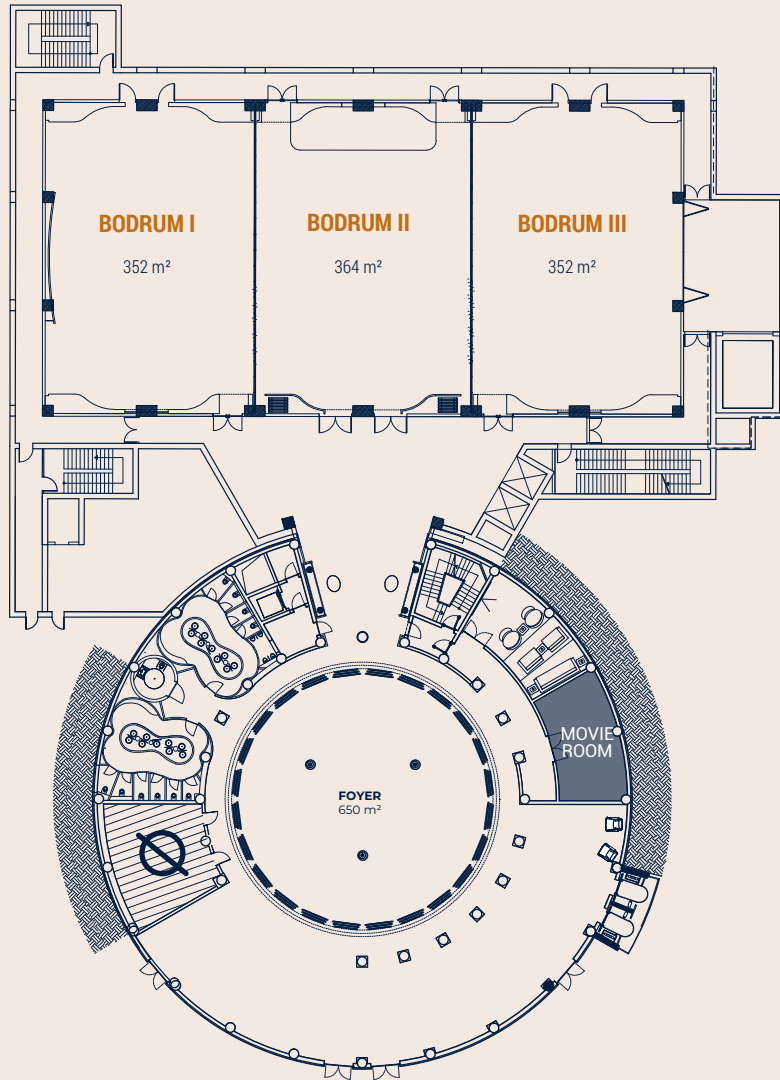 BODRUM I
352 m²
BODRUM II
364 m²
BODRUM III
352 m²
MOVIE
ROOM
FOYER
650 m²